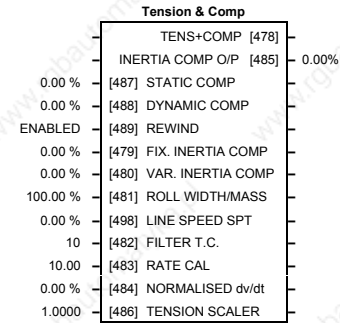 Tension & Comp
TENS+COMP [478]
INERTIA COMP O/P [485] 0.00%
0.00 % [487] STATIC COMP
0.00 % [488] DYNAMIC COMP
ENABLED [489] REWIND
0.00 % [479] FIX. INERTIA COMP
0.00 % [480] VAR. INERTIA COMP
100.00 % [481] ROLL WIDTH/MASS
0.00 % [498] LINE SPEED SPT
10 [482] FILTER T.C.
10.00 [483] RATE CAL
0.00 % [484] NORMALISED dv/dt
1.0000 [486] TENSION SCALER